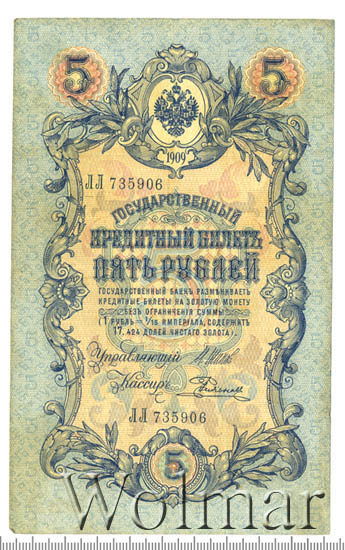 5 5
1909
ЛЛ 735906
ГОСУДАРСТВЕННЫЙ
КРЕДИТНЫЙ БИЛЕТЪ
ПЯТЬ РУБЛЕЙ
ГОСУДАРСТВЕННЫЙ БАНКЪ РАЗМѢНИВАЕТЪ
КРЕДИТНЫЕ БИЛЕТЫ НА ЗОЛОТУЮ МОНЕТУ
БЕЗЪ ОГРАНИЧЕНІЯ СУММЫ
(1 РУБЛЬ = 1/15 ИМПЕРІАЛА, СОДЕРЖИТЪ
17,424 ДОЛЕЙ ЧИСТАГО ЗОЛОТА).
Управляющій
Кассиръ
ЛЛ 735906
5
Wolmar